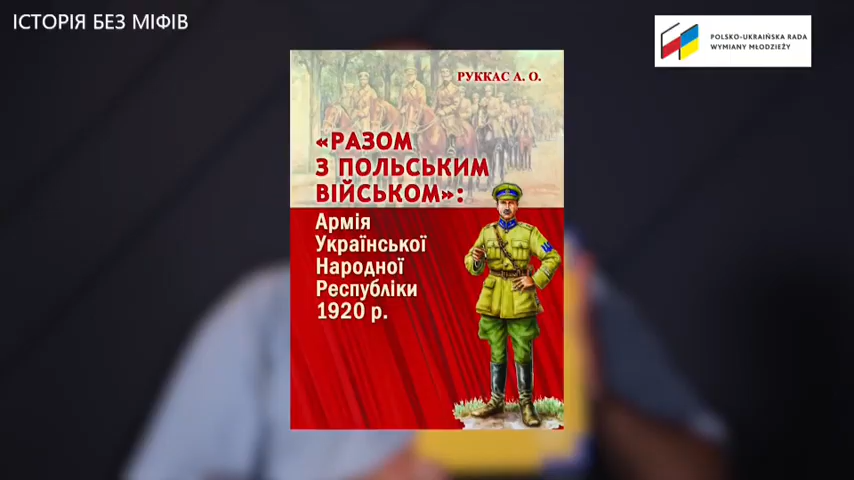 ІСТОРІЯ БЕЗ МІФІВ
POLSKO-UKRAIŃSKA RADA
WYMIANY MŁODZIEŻY
РУККАС А. О.
«РАЗОМ
З ПОЛЬСЬКИМ
ВІЙСЬКОМ»:
Армія
Української
Народної
Республіки
1920 р.